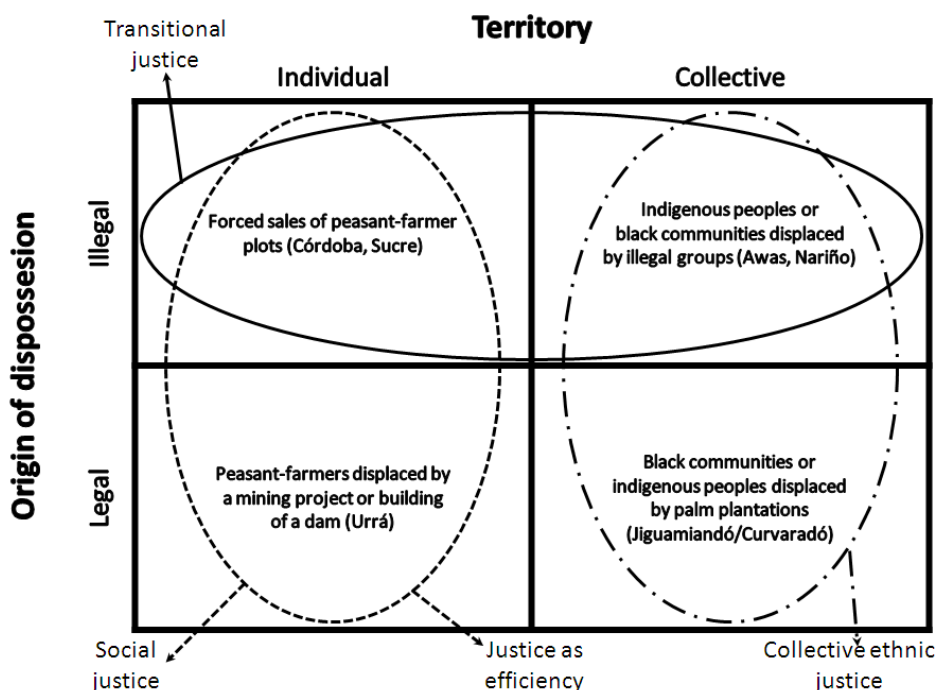 Transitional
justice
Territory
Individual
Collective
Origin of dispossesion
Illegal
Forced sales of peasant-farmer
plots (Córdoba, Sucre)
Indigenous peoples or
black communities displaced
by illegal groups (Awas, Nariño)
Legal
Peasant-farmers displaced by
a mining project or building
of a dam (Urrá)
Black communities or
indigenous peoples displaced
by palm plantations
(Jiguamiandó/Curvaradó)
Social
justice
Justice as
efficiency
Collective ethnic
justice